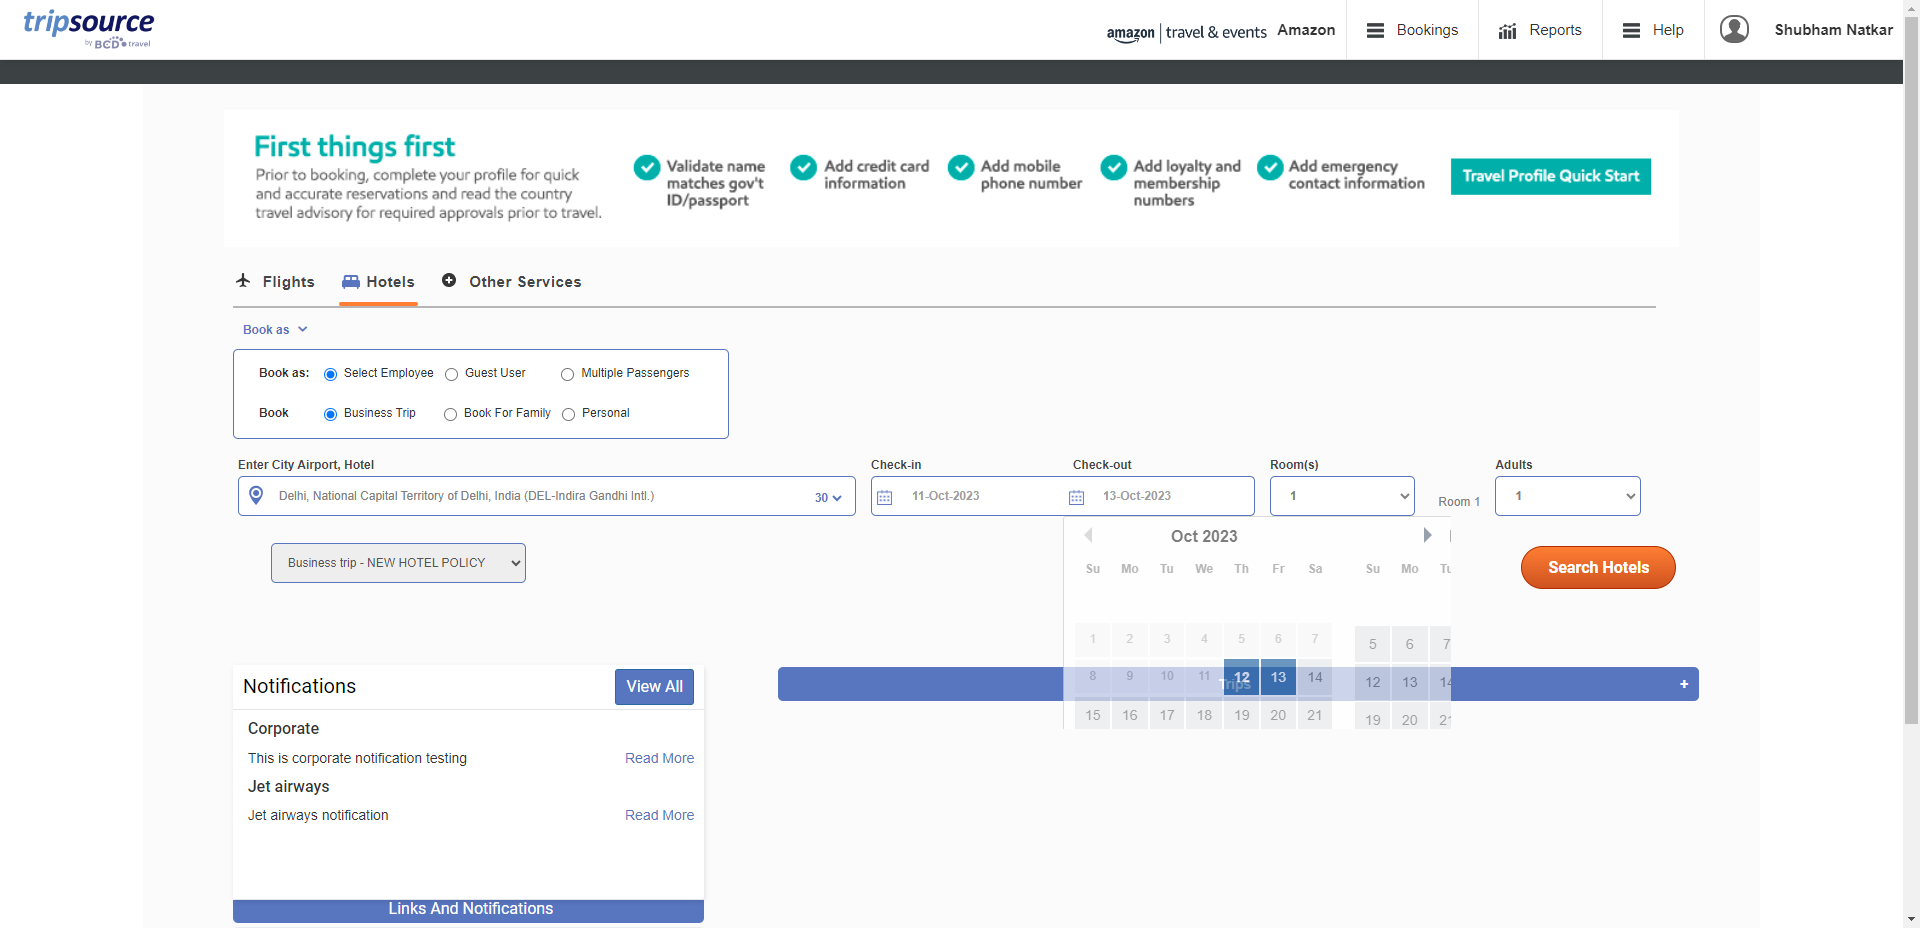 tripsource
by BCD travel
amazon | travel & events Amazon
Bookings
Reports
Help
Shubham Natkar
First things first
Prior to booking, complete your profile for quick
and accurate reservations and read the country
travel advisory for required approvals prior to travel.
Validate name
matches gov't
ID/passport
Add credit card
information
Add mobile
phone number
Add loyalty and
membership
numbers
Add emergency
contact information
Travel Profile Quick Start
Flights
Hotels
Other Services
Book as
Book as: Select Employee Guest User Multiple Passengers
Book Business Trip Book For Family Personal
Enter City Airport, Hotel
Delhi, National Capital Territory of Delhi, India (DEL-Indira Gandhi Intl.) 30
Check-in Check-out
11-Oct-2023 13-Oct-2023
Room(s)
1
Room 1
Adults
1
Business trip - NEW HOTEL POLICY
Search Hotels
Oct 2023
Su Mo Tu We Th Fr Sa
1 2 3 4 5 6 7
8 9 10 11 12 13 14
15 16 17 18 19 20 21
Su Mo Tu
5 6 7
12 13 14
19 20 21
Trips +
Notifications
View All
Corporate
This is corporate notification testing Read More
Jet airways
Jet airways notification Read More
Links And Notifications